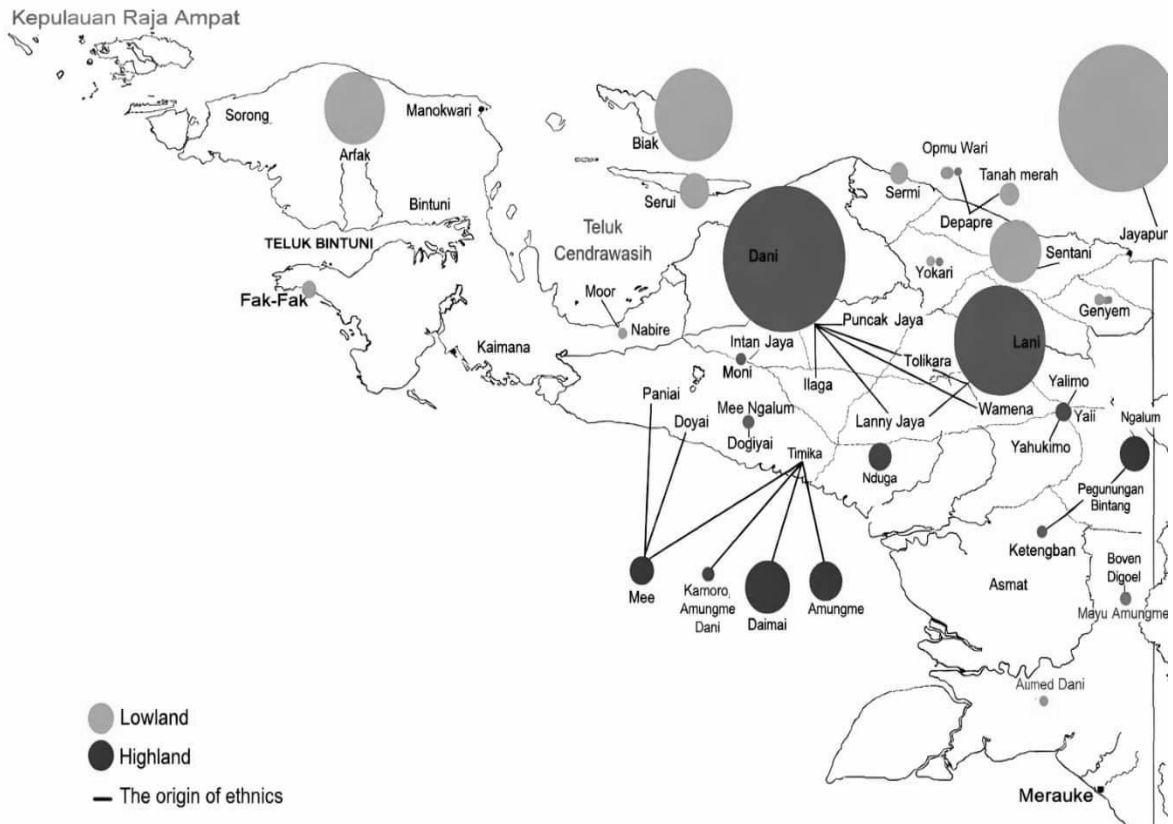 Kepulauan Raja Ampat
Sorong
Manokwari
Arfak
Biak
Opmu Wari
Sermi
Tanah merah
Serui
Depapre
Bintuni
Teluk
Cendrawasih
Jayapur
TELUK BINTUNI
Dani
Sentani
Yokari
Fak-Fak
Moor
Genyem
Nabire
Puncak Jaya
Lani
Kaimana
Intan Jaya
Moni
Tolikara
Ilaga
Yalimo
Paniai
Mee Ngalum
Wamena
Doyai
Lanny Jaya
Yali
Ngalum
Dogiyai
Yahukimo
Timika
Nduga
Pegunungan
Bintang
Ketengban
Boven
Digoel
Asmat
Mee
Kamoro,
Amungme
Dani
Daimai
Amungme
Mayu Amungme
Aumed Dani
Lowland
Highland
The origin of ethnics
Merauke